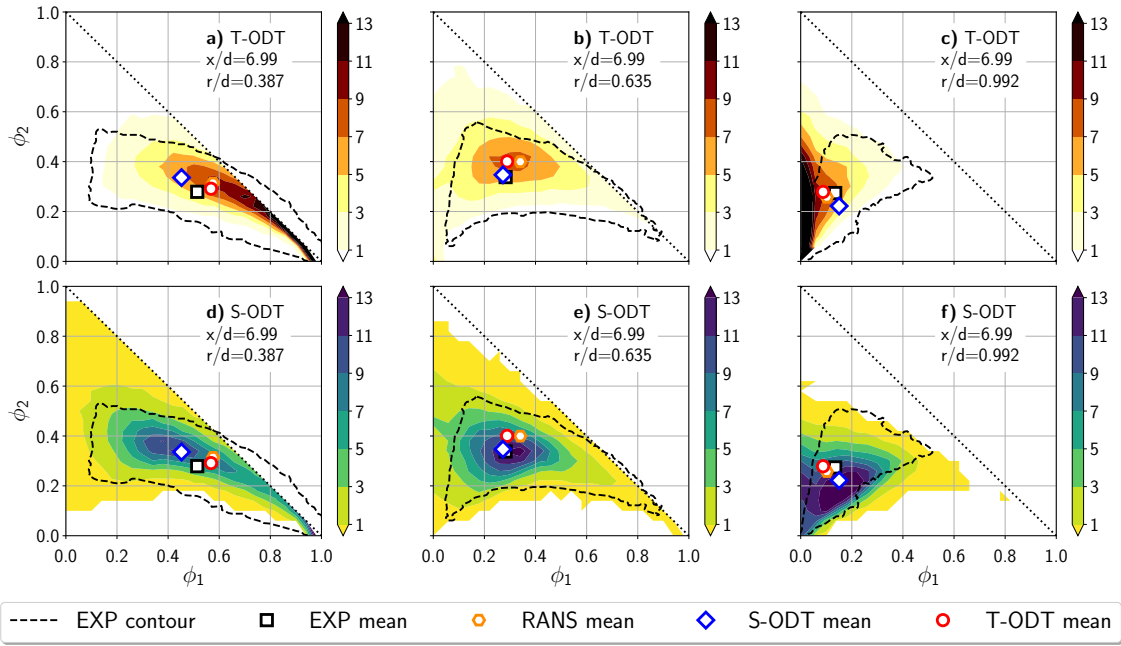 a) T-ODT
x/d=6.99
r/d=0.387
ϕ2
1.0
0.8
0.6
0.4
0.2
0.0
13
11
9
7
5
3
1
b) T-ODT
x/d=6.99
r/d=0.635
13
11
9
7
5
3
1
c) T-ODT
x/d=6.99
r/d=0.992
13
11
9
7
5
3
1
d) S-ODT
x/d=6.99
r/d=0.387
ϕ2
1.0
0.8
0.6
0.4
0.2
0.0
0.0 0.2 0.4 0.6 0.8 1.0
ϕ1
13
11
9
7
5
3
1
e) S-ODT
x/d=6.99
r/d=0.635
0.0 0.2 0.4 0.6 0.8 1.0
ϕ1
13
11
9
7
5
3
1
f) S-ODT
x/d=6.99
r/d=0.992
0.0 0.2 0.4 0.6 0.8 1.0
ϕ1
13
11
9
7
5
3
1
EXP contour EXP mean RANS mean S-ODT mean T-ODT mean